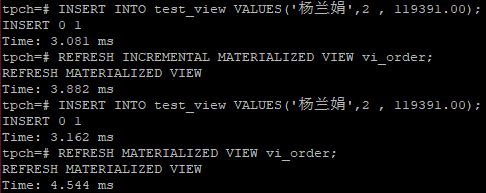 tpch=# INSERT INTO test_view VALUES('杨兰娟',2 , 119391.00);
INSERT 0 1
Time: 3.081 ms
tpch=# REFRESH INCREMENTAL MATERIALIZED VIEW vi_order;
REFRESH MATERIALIZED VIEW
Time: 3.882 ms
tpch=# INSERT INTO test_view VALUES('杨兰娟',2 , 119391.00);
INSERT 0 1
Time: 3.162 ms
tpch=# REFRESH MATERIALIZED VIEW vi_order;
REFRESH MATERIALIZED VIEW
Time: 4.544 ms